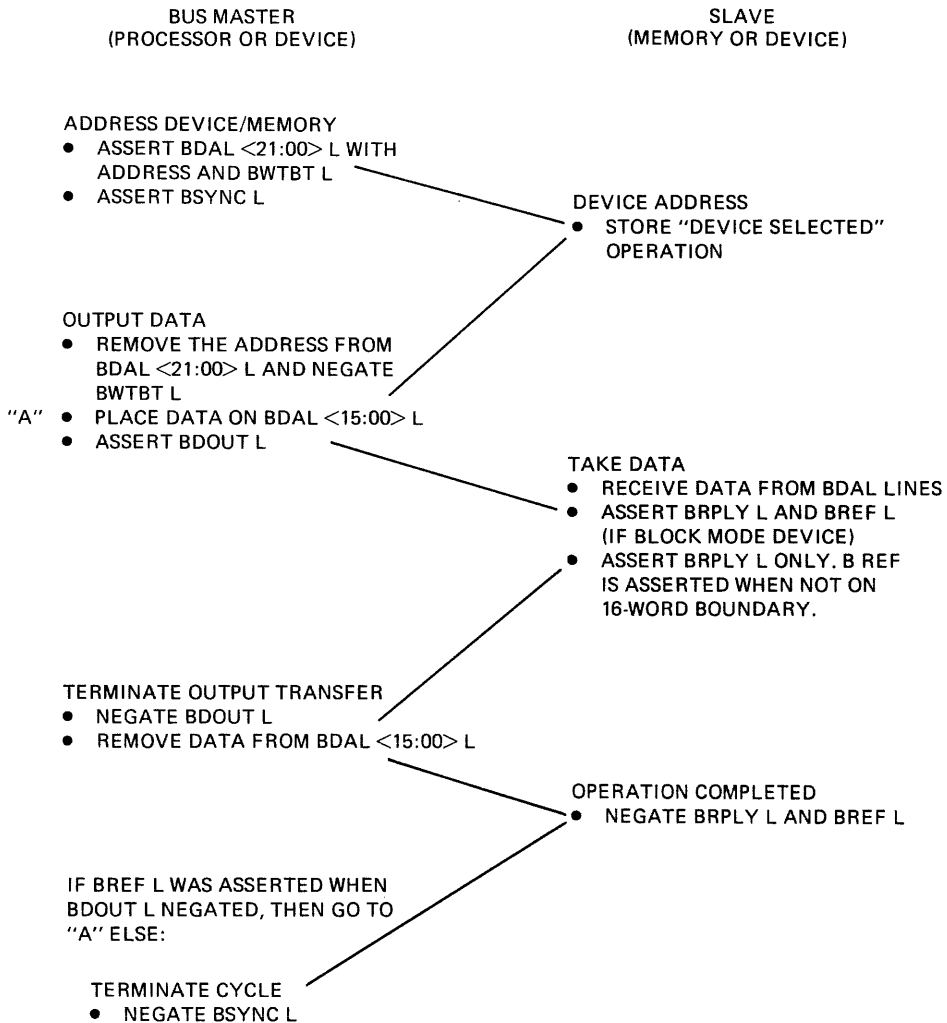 BUS MASTER
(PROCESSOR OR DEVICE)
SLAVE
(MEMORY OR DEVICE)
ADDRESS DEVICE/MEMORY
● ASSERT BDAL <21:00> L WITH
ADDRESS AND BWTBT L
● ASSERT BSYNC L
DEVICE ADDRESS
● STORE "DEVICE SELECTED"
OPERATION
OUTPUT DATA
● REMOVE THE ADDRESS FROM
BDAL <21:00> L AND NEGATE
BWTBT L
"A" ● PLACE DATA ON BDAL <15:00> L
● ASSERT BDOUT L
TAKE DATA
● RECEIVE DATA FROM BDAL LINES
● ASSERT BRPLY L AND BREF L
(IF BLOCK MODE DEVICE)
● ASSERT BRPLY L ONLY. B REF
IS ASSERTED WHEN NOT ON
16-WORD BOUNDARY.
TERMINATE OUTPUT TRANSFER
● NEGATE BDOUT L
● REMOVE DATA FROM BDAL <15:00> L
OPERATION COMPLETED
● NEGATE BRPLY L AND BREF L
IF BREF L WAS ASSERTED WHEN
BDOUT L NEGATED, THEN GO TO
"A" ELSE:
TERMINATE CYCLE
● NEGATE BSYNC L